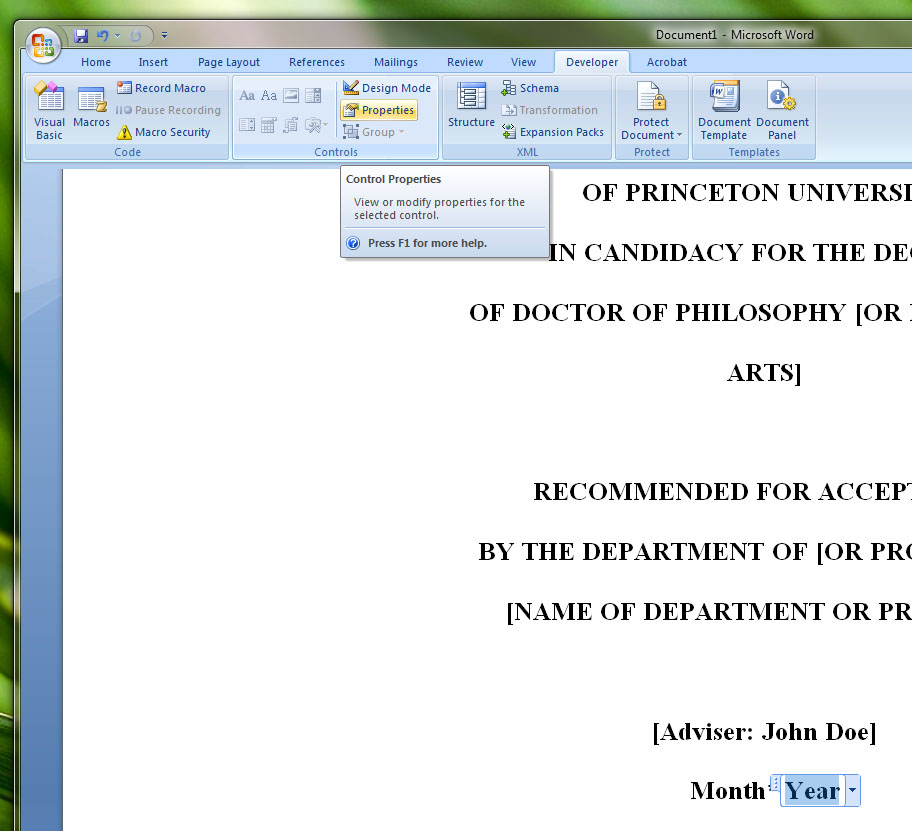 Document1 - Microsoft Word
Home Insert Page Layout References Mailings Review View Developer Acrobat
Visual Basic
Macros
Record Macro
Pause Recording
Macro Security
Code
Aa Aa
Design Mode
Properties
Group
Controls
Structure
Schema
Transformation
Expansion Packs
XML
Protect
Document
Protect
Document
Template
Document
Panel
Templates
Control Properties
View or modify properties for the
selected control.
Press F1 for more help.
OF PRINCETON UNIVERSI
IN CANDIDACY FOR THE DE
OF DOCTOR OF PHILOSOPHY [OR
ARTS]
RECOMMENDED FOR ACCEPT
BY THE DEPARTMENT OF [OR PRO
[NAME OF DEPARTMENT OR PR
[Adviser: John Doe]
Month Year